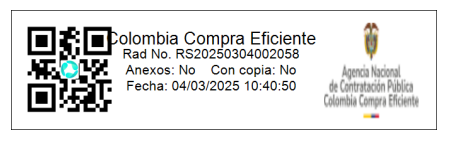 Colombia Compra Eficiente
Rad No. RS20250304002058
Anexos: No Con copia: No
Fecha: 04/03/2025 10:40:50
Agencia Nacional
de Contratación Pública
Colombia Compra Eficiente